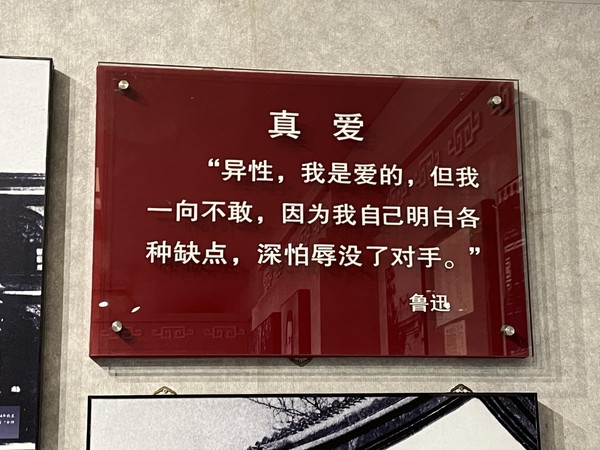 真 爱
“异性，我是爱的，但我
一向不敢，因为我自己明白各
种缺点，深怕辱没了对手。”
鲁迅